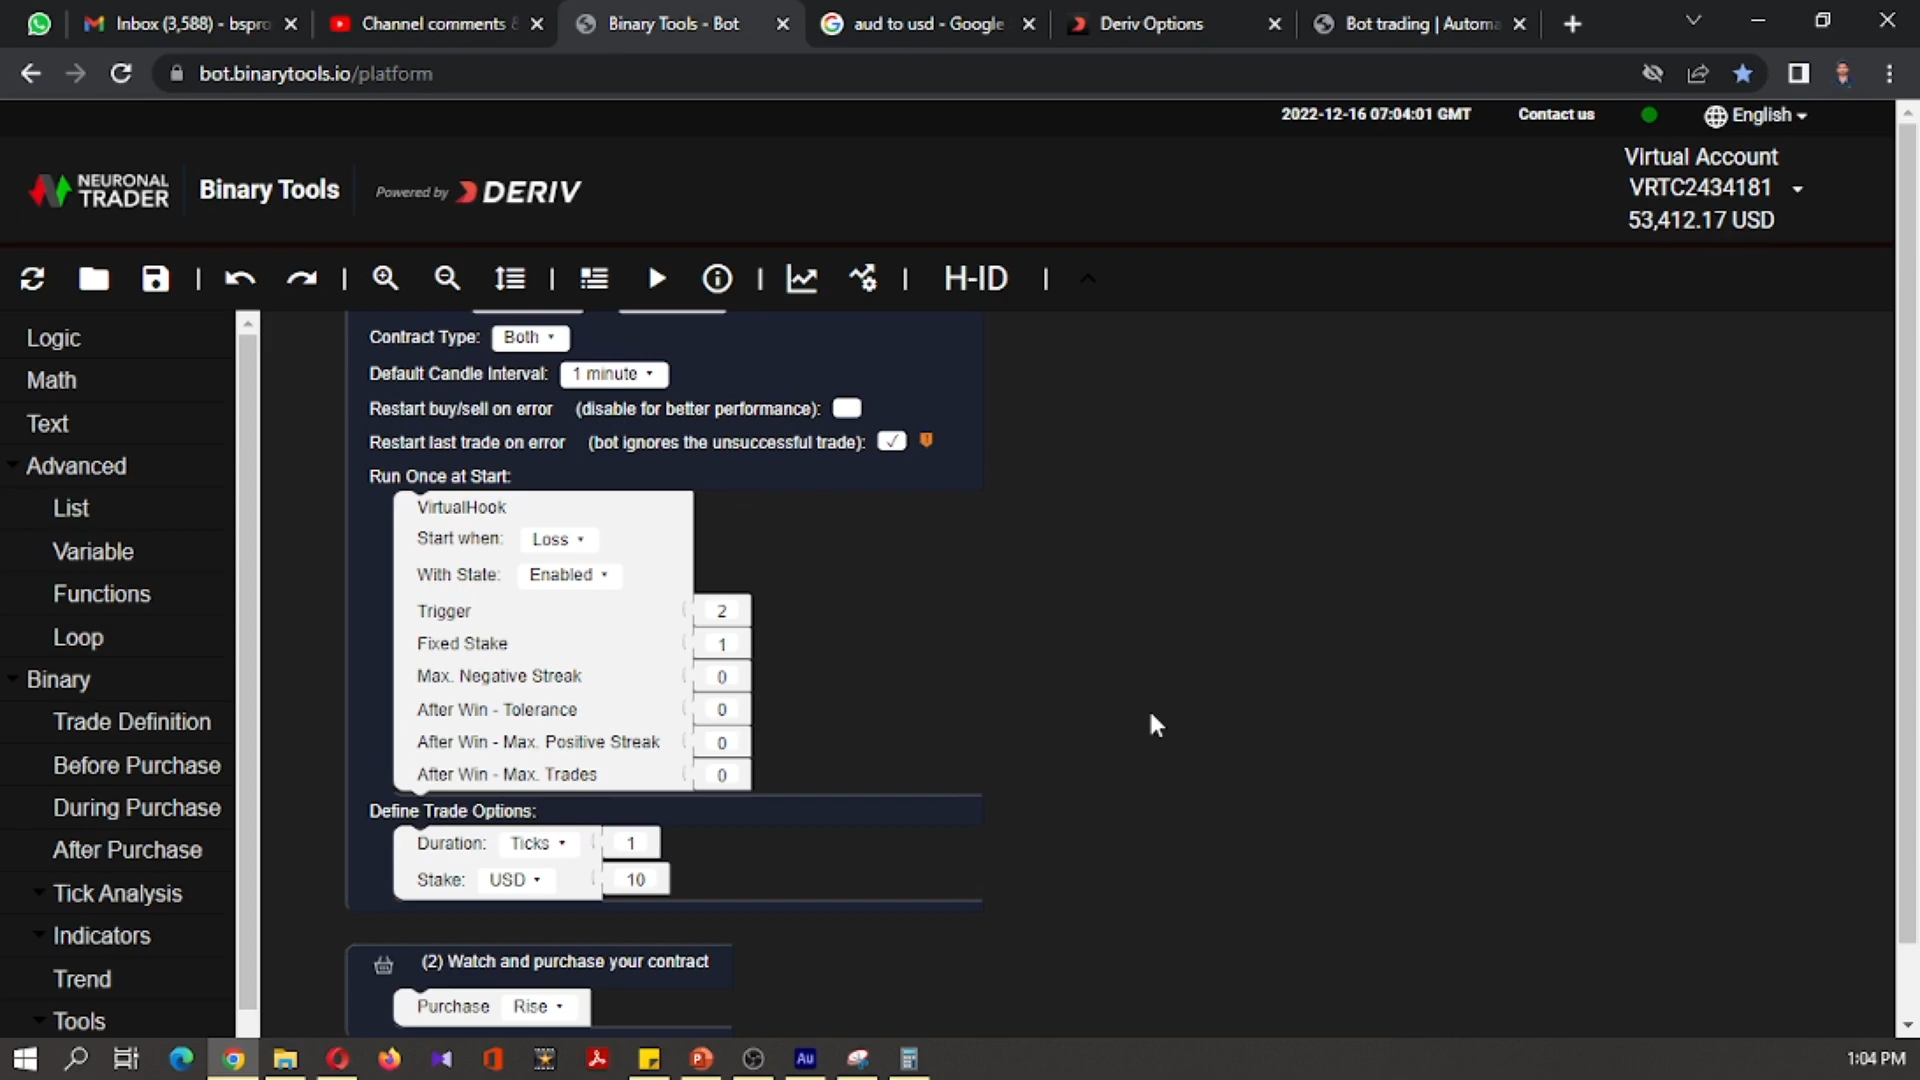 Inbox (3,588) - bspro
Channel comments &
Binary Tools - Bot
aud to usd - Google
Deriv Options
Bot trading | Automa
bot.binarytools.io/platform
2022-12-16 07:04:01 GMT
Contact us
English
Virtual Account
VRTC2434181
53,412.17 USD
NEURONAL
TRADER
Binary Tools
Powered by DERIV
H-ID
Logic
Math
Text
Advanced
List
Variable
Functions
Loop
Binary
Trade Definition
Before Purchase
During Purchase
After Purchase
Tick Analysis
Indicators
Trend
Tools
Contract Type: Both
Default Candle Interval: 1 minute
Restart buy/sell on error (disable for better performance):
Restart last trade on error (bot ignores the unsuccessful trade): ✓
Run Once at Start:
VirtualHook
Start when: Loss
With State: Enabled
Trigger 2
Fixed Stake 1
Max. Negative Streak 0
After Win - Tolerance 0
After Win - Max. Positive Streak 0
After Win - Max. Trades 0
Define Trade Options:
Duration: Ticks 1
Stake: USD 10
(2) Watch and purchase your contract
Purchase Rise
Au
1:04 PM